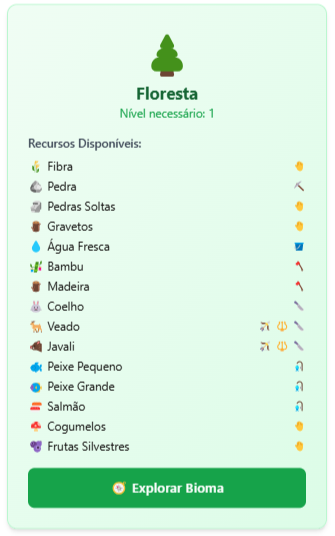 Floresta
Nível necessário: 1
Recursos Disponíveis:
Fibra
Pedra
Pedras Soltas
Gravetos
Água Fresca
Bambu
Madeira
Coelho
Veado
Javali
Peixe Pequeno
Peixe Grande
Salmão
Cogumelos
Frutas Silvestres
Explorar Bioma